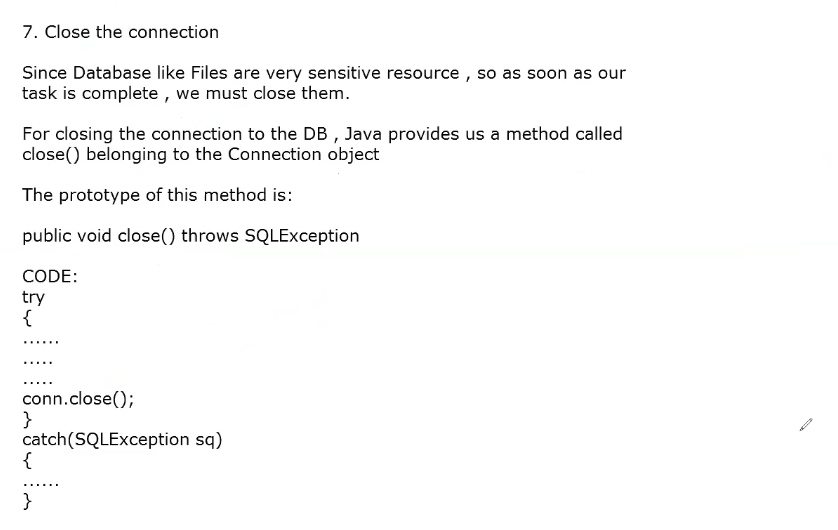 7. Close the connection
Since Database like Files are very sensitive resource , so as soon as our
task is complete , we must close them.
For closing the connection to the DB , Java provides us a method called
close() belonging to the Connection object
The prototype of this method is:
public void close() throws SQLException
CODE:
try
{
......
.....
.....
conn.close();
}
catch(SQLException sq)
{
......
}